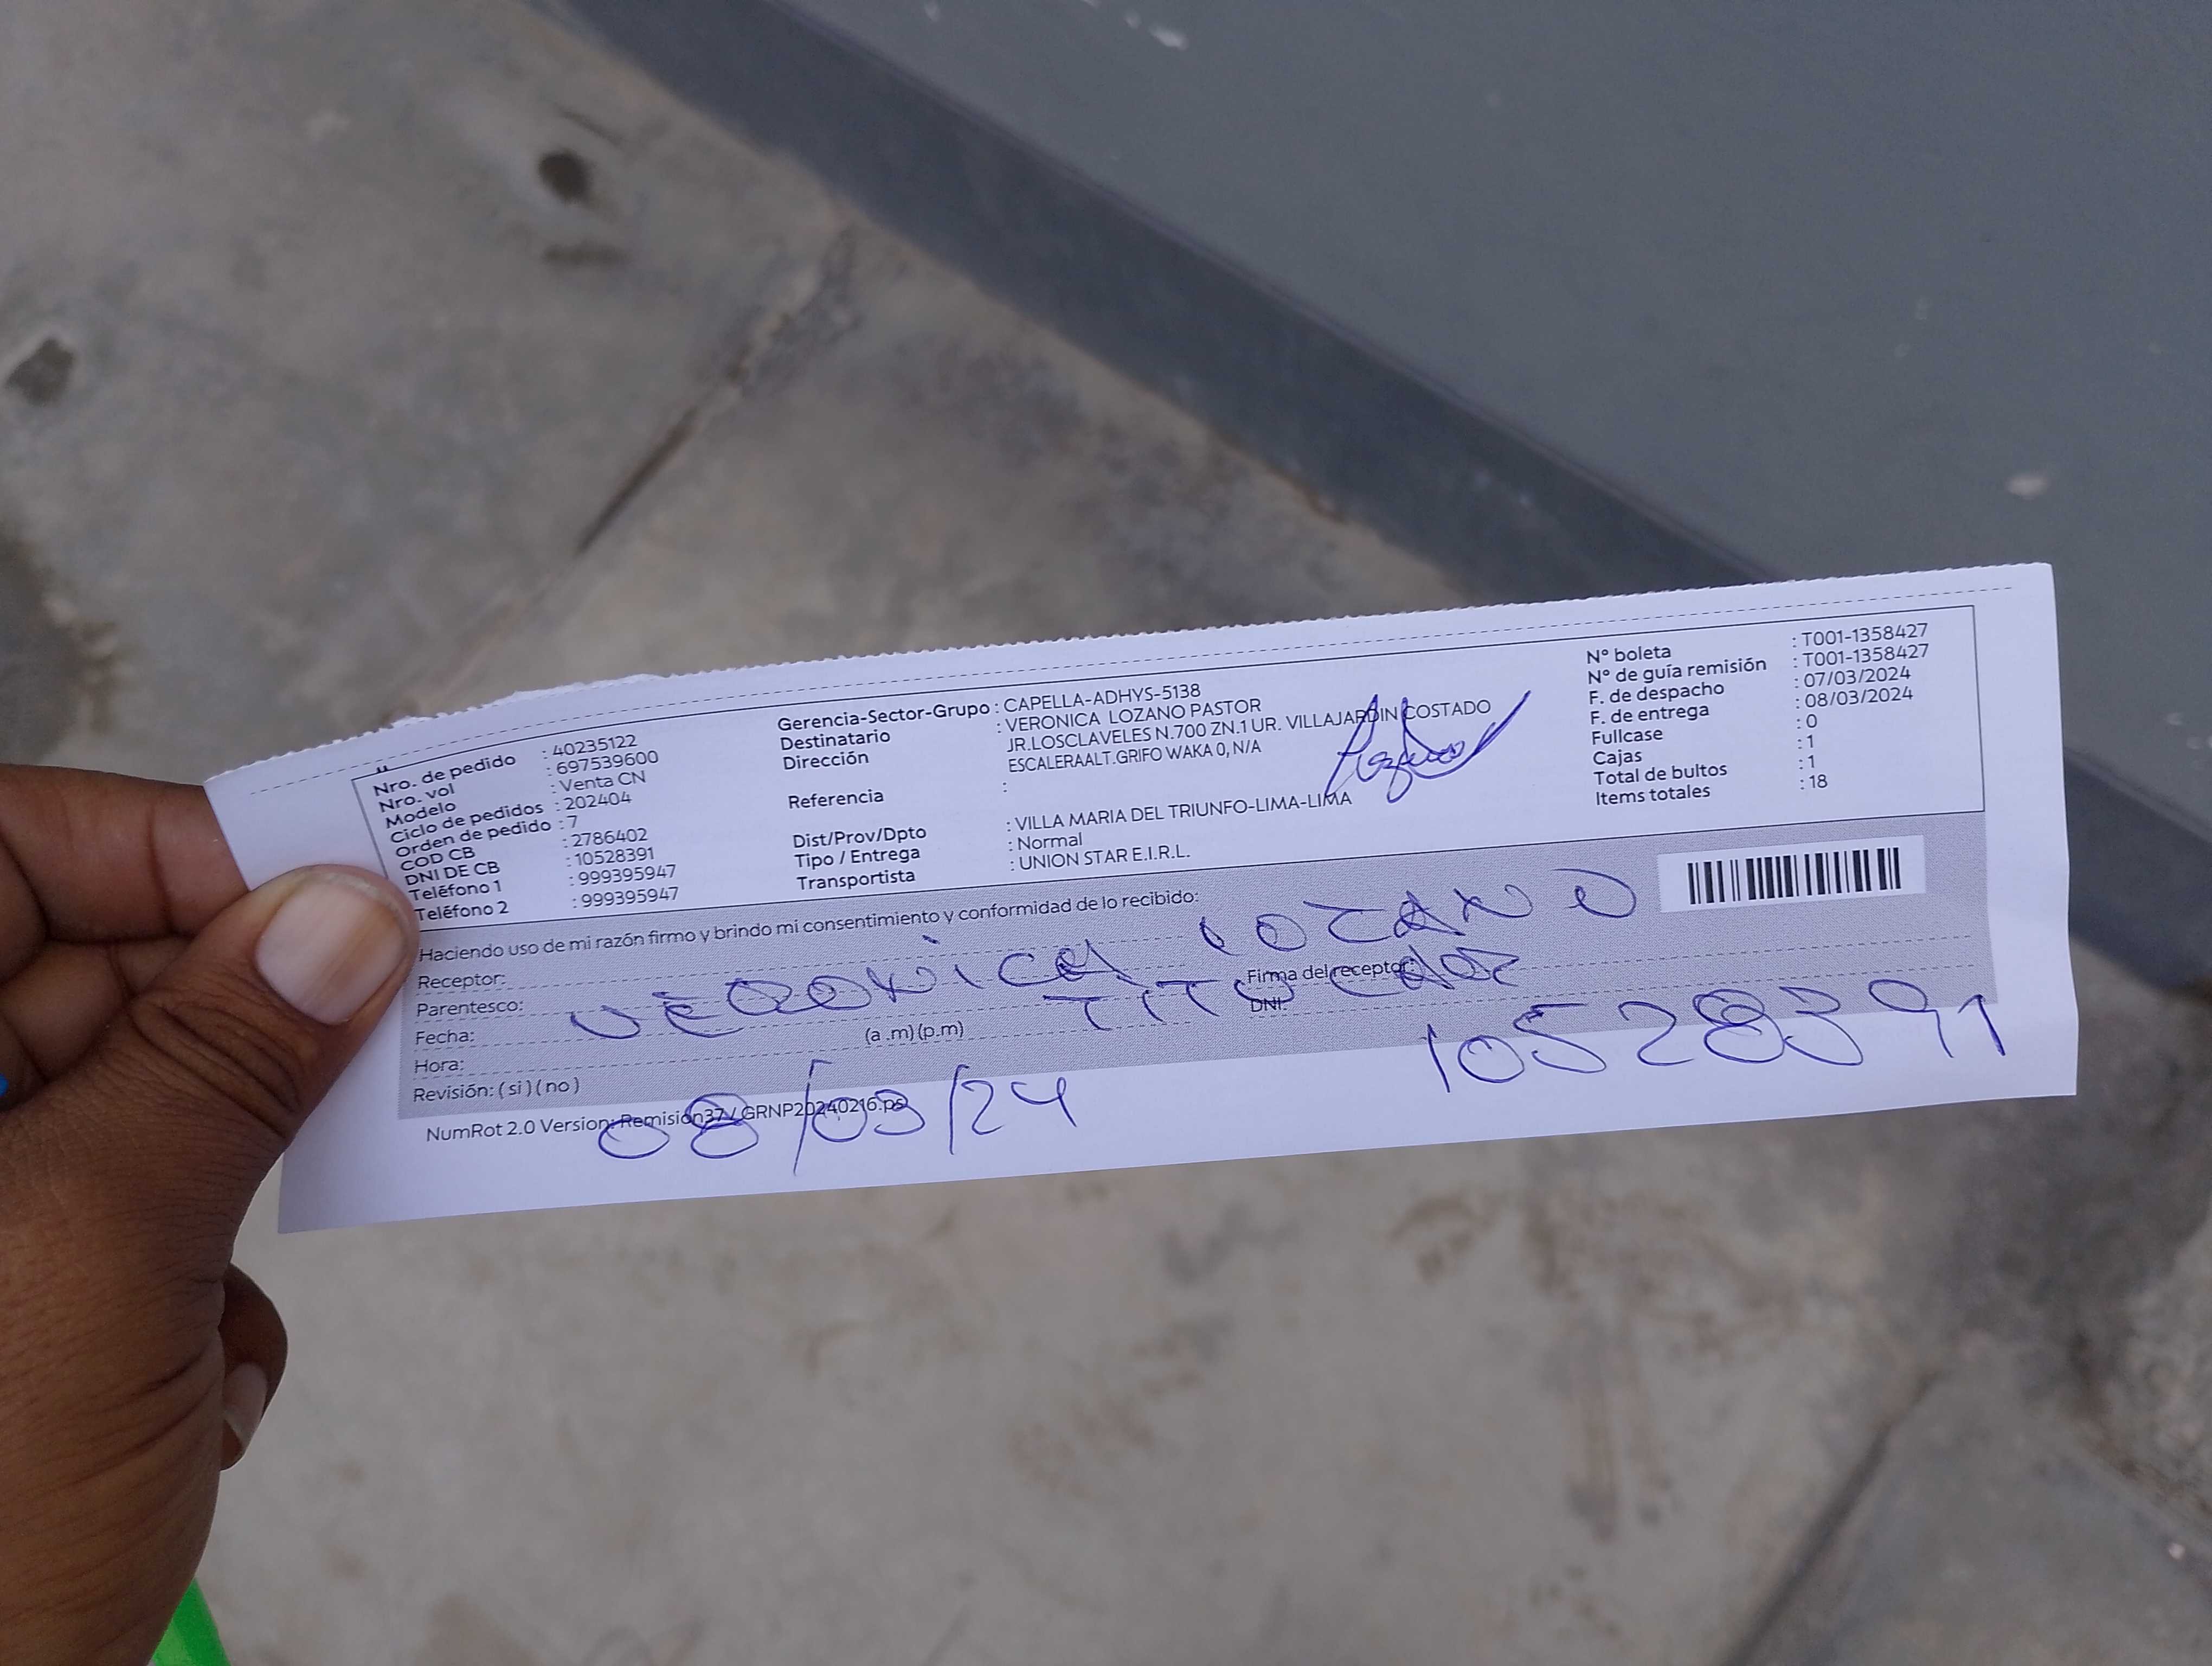 Nro. de pedido : 40235122
Nro. vol : 697539600
Modelo : Venta CN
Ciclo de pedidos : 202404
Orden de pedido : 7
COD CB : 2786402
DNI DE CB : 10528391
Teléfono 1 : 999395947
Teléfono 2 : 999395947
Gerencia-Sector-Grupo : CAPELLA-ADHYS-5138
Destinatario : VERONICA LOZANO PASTOR
Dirección JR.LOSCLAVELES N.700 ZN.1 UR. VILLAJARDIN COSTADO
ESCALERAALT.GRIFO WAKA 0, N/A
Referencia :
Dist/Prov/Dpto : VILLA MARIA DEL TRIUNFO-LIMA-LIMA
Tipo / Entrega : Normal
Transportista : UNION STAR E.I.R.L.
N° boleta : T001-1358427
N° de guía remisión : T001-1358427
F. de despacho : 07/03/2024
F. de entrega : 08/03/2024
Fullcase : 0
Cajas : 1
Total de bultos : 1
Items totales : 18
Haciendo uso de mi razón firmo y brindo mi consentimiento y conformidad de lo recibido:
Receptor: VERONICA LOZANO
Parentesco: TITULAR
Firma del receptor:
DNI: 10528391
Fecha: 08/03/24
Hora: (a .m) (p.m)
Revisión: ( si ) ( no )
NumRot 2.0 Version: Remision37 / GRNP20240216.ps